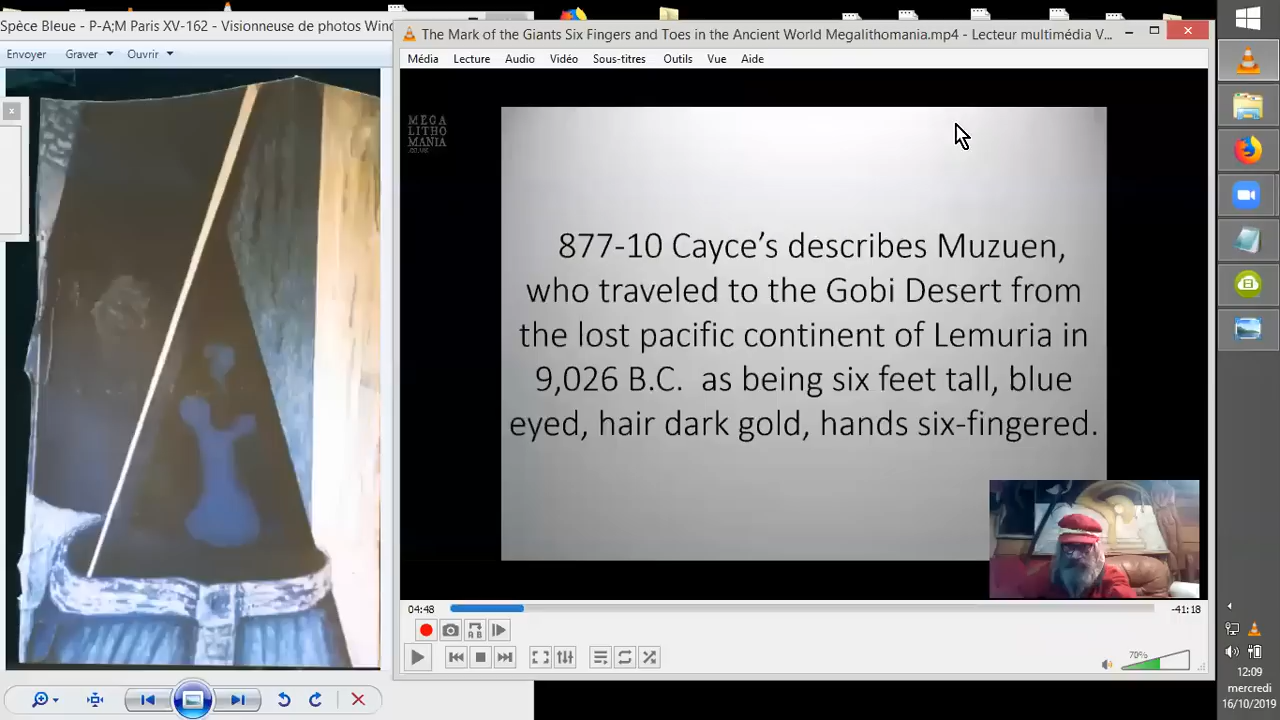 Spèce Bleue - P-A;M Paris XV-162 - Visionneuse de photos Win
Envoyer Graver Ouvrir
The Mark of the Giants Six Fingers and Toes in the Ancient World Megalithomania.mp4 - Lecteur multimédia V...
Média Lecture Audio Vidéo Sous-titres Outils Vue Aide
MEGA
LITHO
MANIA
.CO.UK
877-10 Cayce’s describes Muzuen,
who traveled to the Gobi Desert from
the lost pacific continent of Lemuria in
9,026 B.C. as being six feet tall, blue
eyed, hair dark gold, hands six-fingered.
04:48
-41:18
70%
12:09
mercredi
16/10/2019